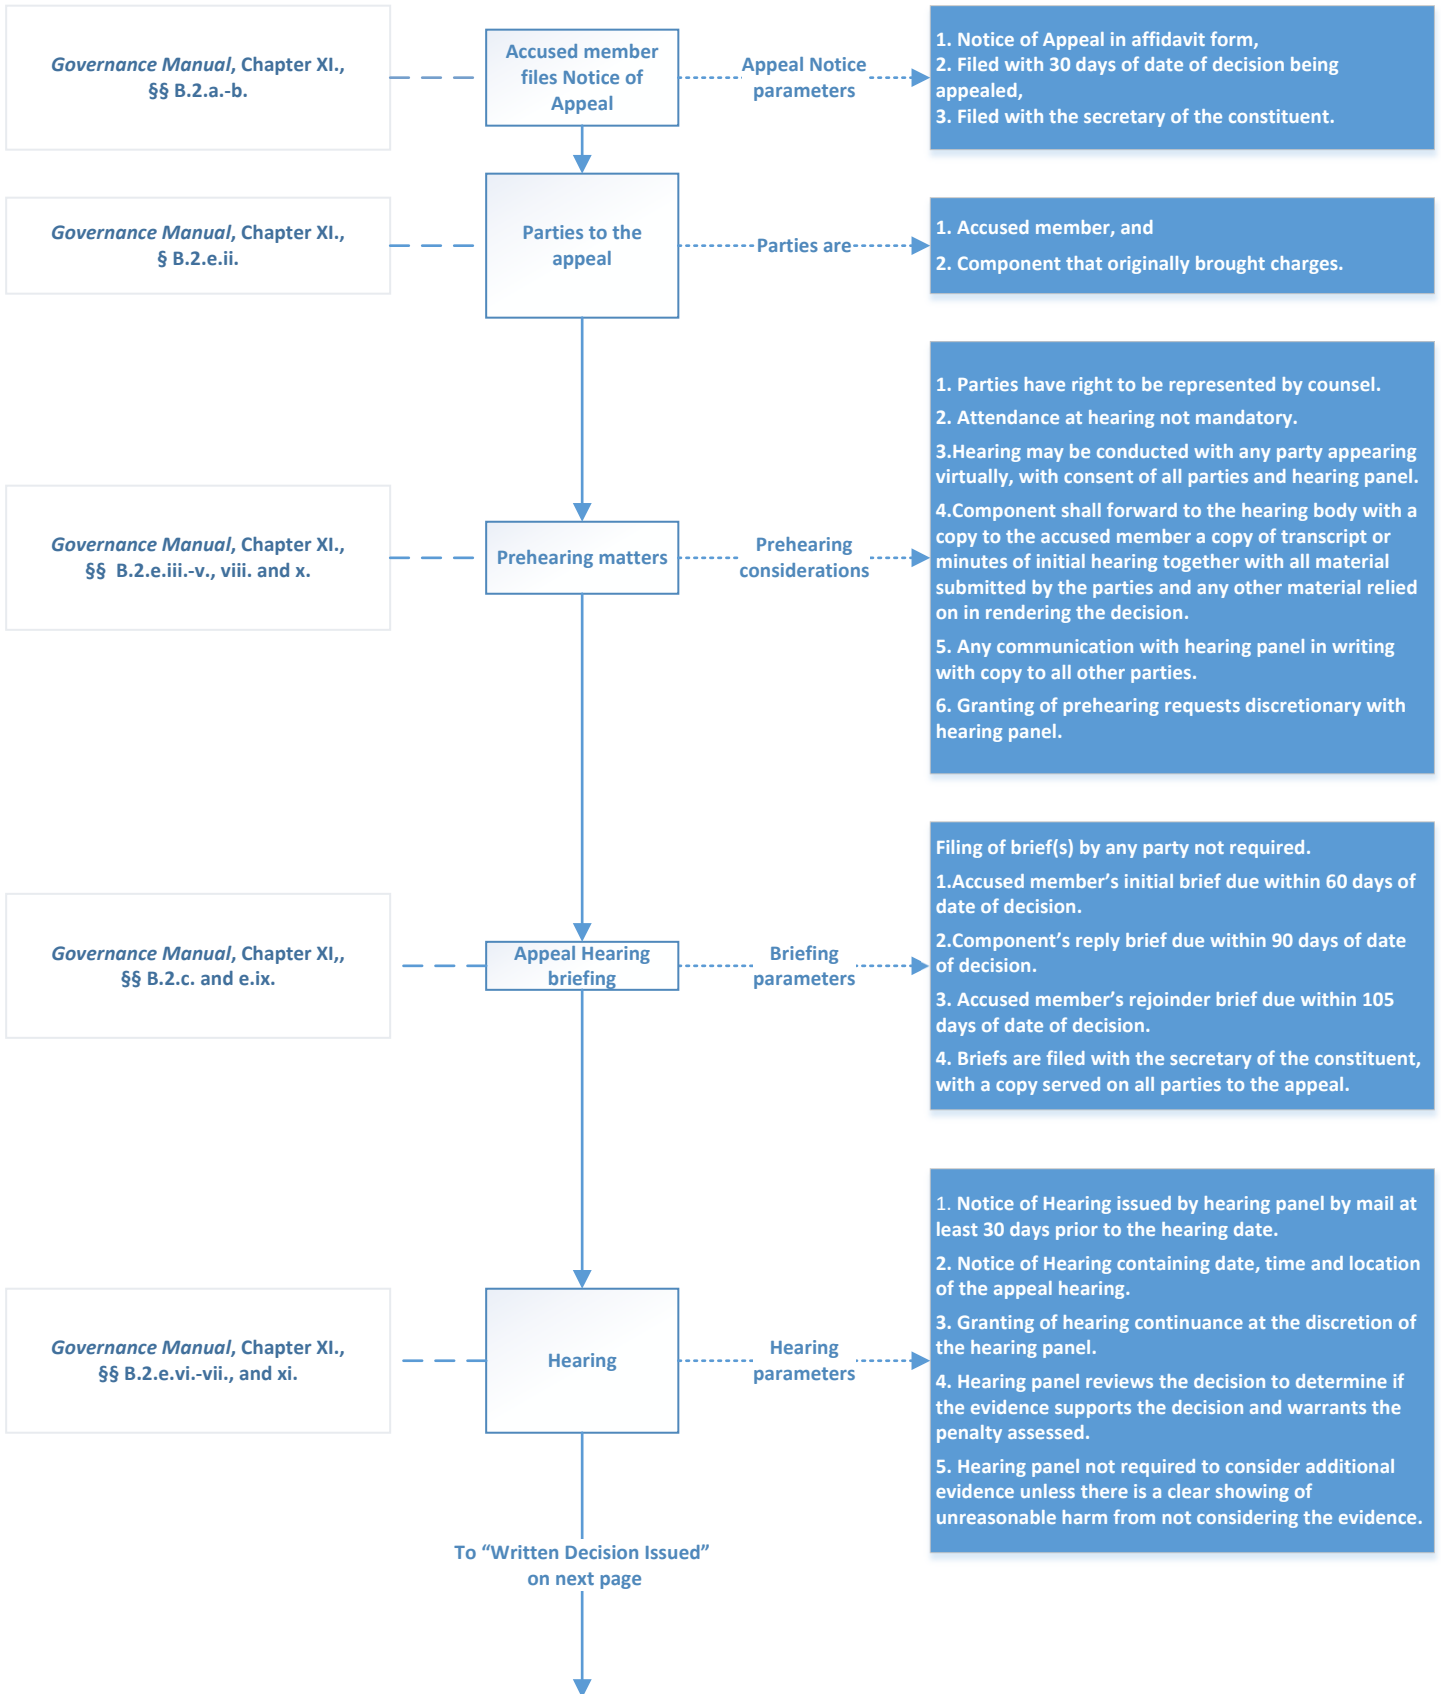 Governance Manual, Chapter XI.,
§§ B.2.a.-b.
Accused member
files Notice of
Appeal
Appeal Notice
parameters
1. Notice of Appeal in affidavit form,
2. Filed with 30 days of date of decision being
appealed,
3. Filed with the secretary of the constituent.
Governance Manual, Chapter XI.,
§ B.2.e.ii.
Parties to the
appeal
Parties are
1. Accused member, and
2. Component that originally brought charges.
Governance Manual, Chapter XI.,
§§  B.2.e.iii.-v., viii. and x.
Prehearing matters
Prehearing
considerations
1. Parties have right to be represented by counsel.
2. Attendance at hearing not mandatory.
3.Hearing may be conducted with any party appearing
virtually, with consent of all parties and hearing panel.
4.Component shall forward to the hearing body with a
copy to the accused member a copy of transcript or
minutes of initial hearing together with all material
submitted by the parties and any other material relied
on in rendering the decision.
5. Any communication with hearing panel in writing
with copy to all other parties.
6. Granting of prehearing requests discretionary with
hearing panel.
Governance Manual, Chapter XI,,
§§ B.2.c. and e.ix.
Appeal Hearing
briefing
Briefing
parameters
Filing of brief(s) by any party not required.
1.Accused member’s initial brief due within 60 days of
date of decision.
2.Component’s reply brief due within 90 days of date
of decision.
3. Accused member’s rejoinder brief due within 105
days of date of decision.
4. Briefs are filed with the secretary of the constituent,
with a copy served on all parties to the appeal.
Governance Manual, Chapter XI.,
§§ B.2.e.vi.-vii., and xi.
Hearing
Hearing
parameters
1. Notice of Hearing issued by hearing panel by mail at
least 30 days prior to the hearing date.
2. Notice of Hearing containing date, time and location
of the appeal hearing.
3. Granting of hearing continuance at the discretion of
the hearing panel.
4. Hearing panel reviews the decision to determine if
the evidence supports the decision and warrants the
penalty assessed.
5. Hearing panel not required to consider additional
evidence unless there is a clear showing of
unreasonable harm from not considering the evidence.
To “Written Decision Issued”
on next page